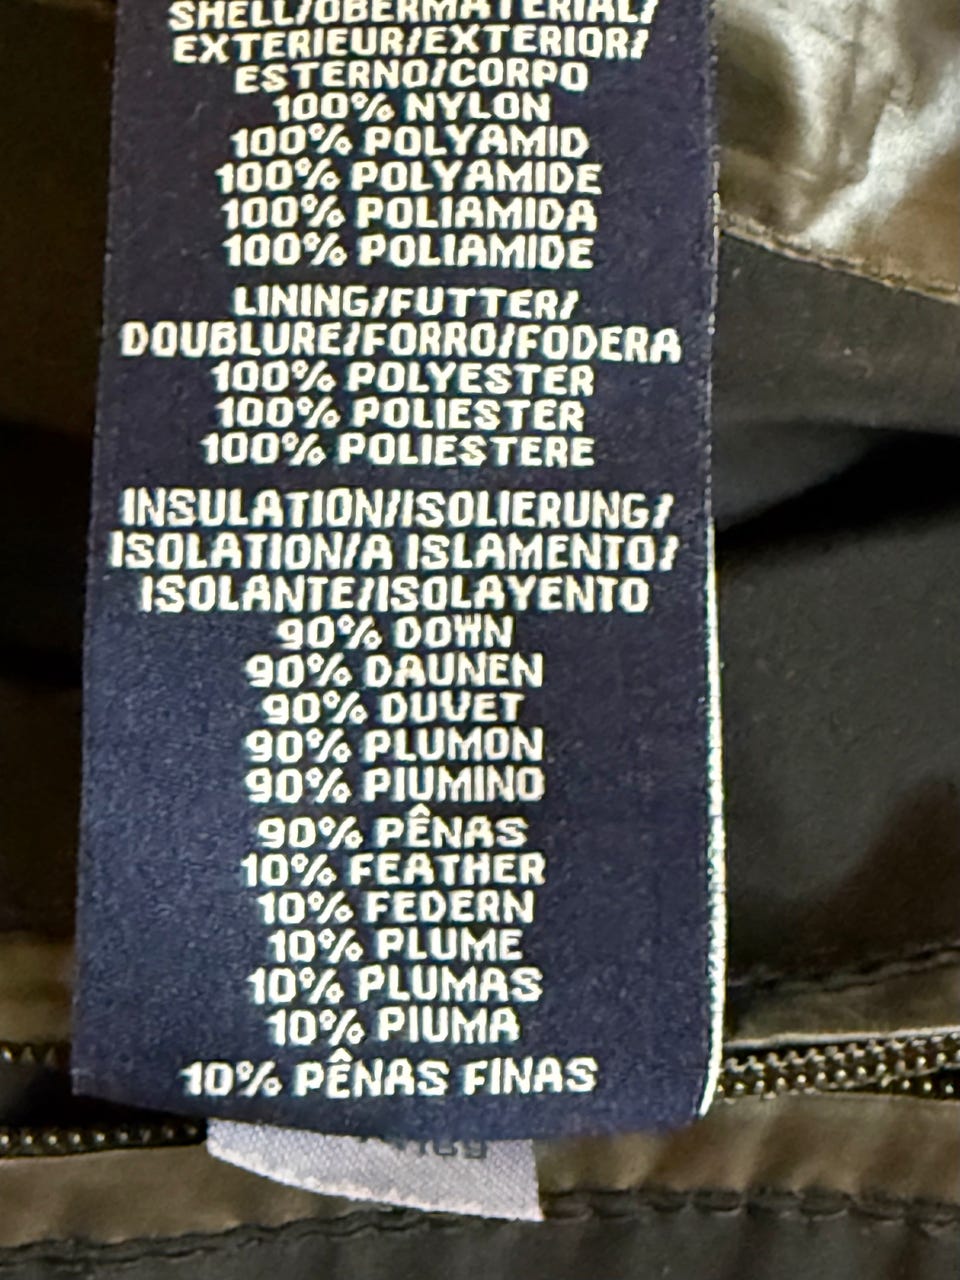 SHELL/OBERMATERIAL/
EXTERIEUR/EXTERIOR/
ESTERNO/CORPO
100% NYLON
100% POLYAMID
100% POLYAMIDE
100% POLIAMIDA
100% POLIAMIDE
LINING/FUTTER/
DOUBLURE/FORRO/FODERA
100% POLYESTER
100% POLIESTER
100% POLIESTERE
INSULATION/ISOLIERUNG/
ISOLATION/A ISLAMENTO/
ISOLANTE/ISOLAYENTO
90% DOWN
90% DAUNEN
90% DUVET
90% PLUMON
90% PIUMINO
90% PÊNAS
10% FEATHER
10% FEDERN
10% PLUME
10% PLUMAS
10% PIUMA
10% PÊNAS FINAS